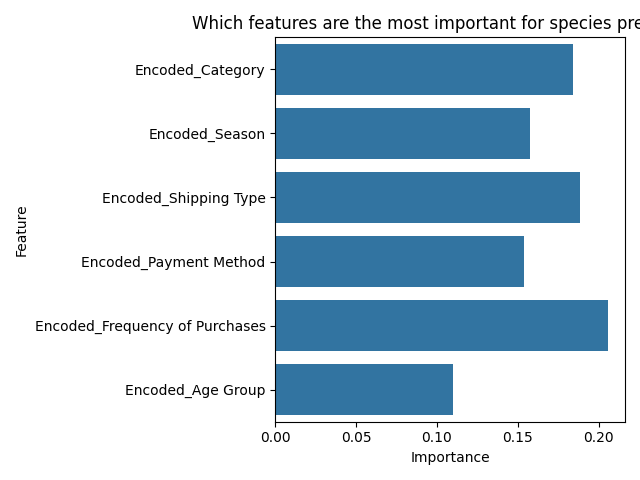 Which features are the most important for species pre
Encoded_Category
Encoded_Season
Encoded_Shipping Type
Encoded_Payment Method
Encoded_Frequency of Purchases
Encoded_Age Group
Feature
0.00 0.05 0.10 0.15 0.20
Importance